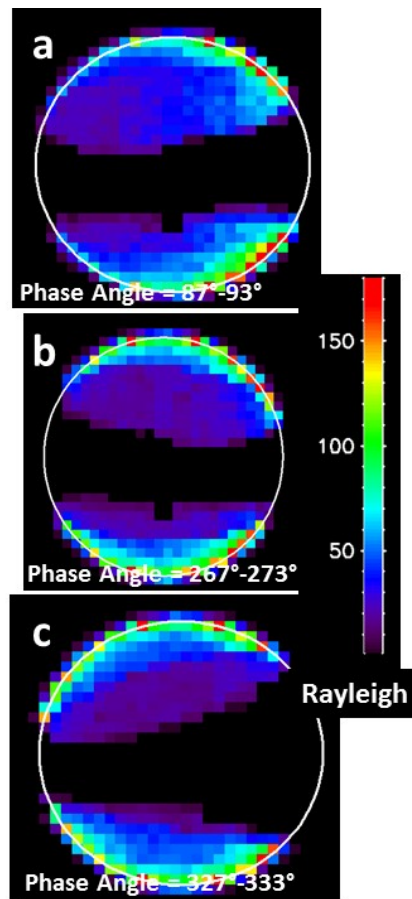 a
Phase Angle = 87°-93°
150
100
50
b
Phase Angle = 267°-273°
c
Rayleigh
Phase Angle = 327°-333°